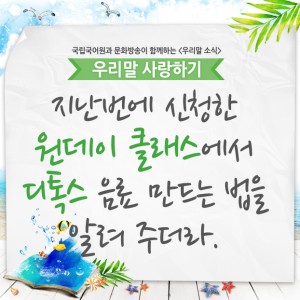 국립국어원과 문화방송이 함께하는 <우리말 소식>
우리말 사랑하기
지난번에 신청한
원데이 클래스에서
디톡스 음료 만드는 법을
알려 주더라.